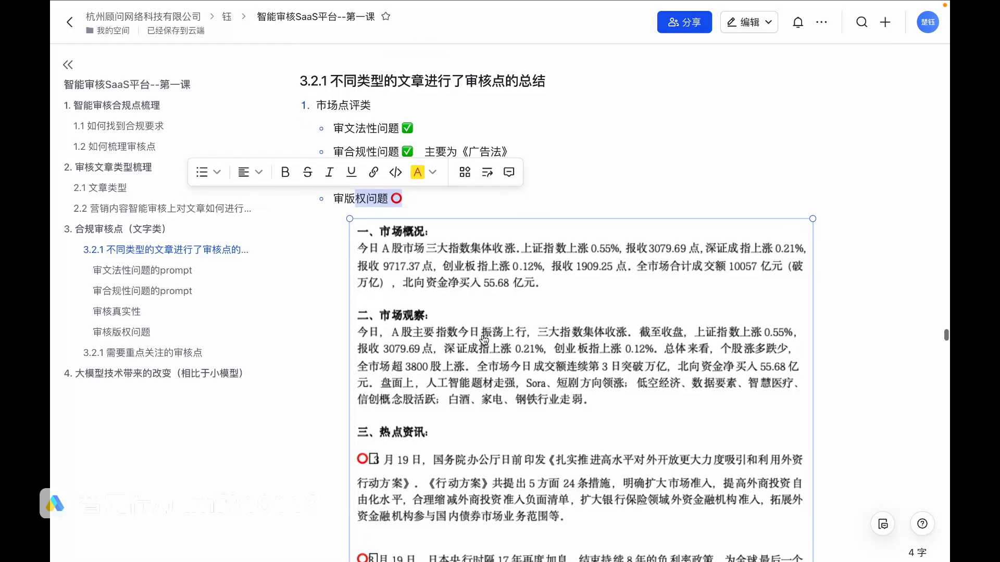 杭州顾问网络科技有限公司 > 钰 > 智能审核SaaS平台--第一课
我的空间 | 已经保存到云端
分享
编辑
楚钰
智能审核SaaS平台--第一课
1. 智能审核合规点梳理
1.1 如何找到合规要求
1.2 如何梳理审核点
2. 审核文章类型梳理
2.1 文章类型
2.2 营销内容智能审核上对文章如何进行...
3. 合规审核点（文字类）
3.2.1 不同类型的文章进行了审核点的...
审文法性问题的prompt
审合规性问题的prompt
审核真实性
审核版权问题
3.2.1 需要重点关注的审核点
4. 大模型技术带来的改变（相比于小模型）
3.2.1 不同类型的文章进行了审核点的总结
1. 市场点评类
审文法性问题 ✅
审合规性问题 ✅ 主要为《广告法》
审版权问题 ⭕
一、市场概况:
今日 A 股市场三大指数集体收涨. 上证指数上涨 0.55%, 报收3079.69 点, 深证成指上涨 0.21%,
报收 9717.37 点, 创业板指上涨 0.12%, 报收 1909.25 点. 全市场合计成交额 10057 亿元 (破
万亿) , 北向资金净买入 55.68 亿元.
二、市场观察:
今日, A 股主要指数今日振荡上行, 三大指数集体收涨. 截至收盘, 上证指数上涨 0.55%,
报收 3079.69 点, 深证成指上涨 0.21%, 创业板指上涨 0.12%. 总体来看, 个股涨多跌少,
全市场超 3800 股上涨. 全市场今日成交额连续第 3 日突破万亿, 北向资金净买入 55.68 亿
元. 盘面上, 人工智能题材走强, Sora、短剧方向领涨; 低空经济、数据要素、智慧医疗、
信创概念股活跃; 白酒、家电、钢铁行业走弱.
三、热点资讯:
⭕3 月 19 日, 国务院办公厅日前印发《扎实推进高水平对外开放更大力度吸引和利用外资
行动方案》. 《行动方案》共提出 5 方面 24 条措施, 明确扩大市场准入, 提高外商投资自
由化水平, 合理缩减外商投资准入负面清单, 扩大银行保险领域外资金融机构准入, 拓展外
资金融机构参与国内债券市场业务范围等.
月 19 日, 日本央行时隔 17 年再度加息, 结束持续 8 年的负利率政策, 为全球最后一个
4 字